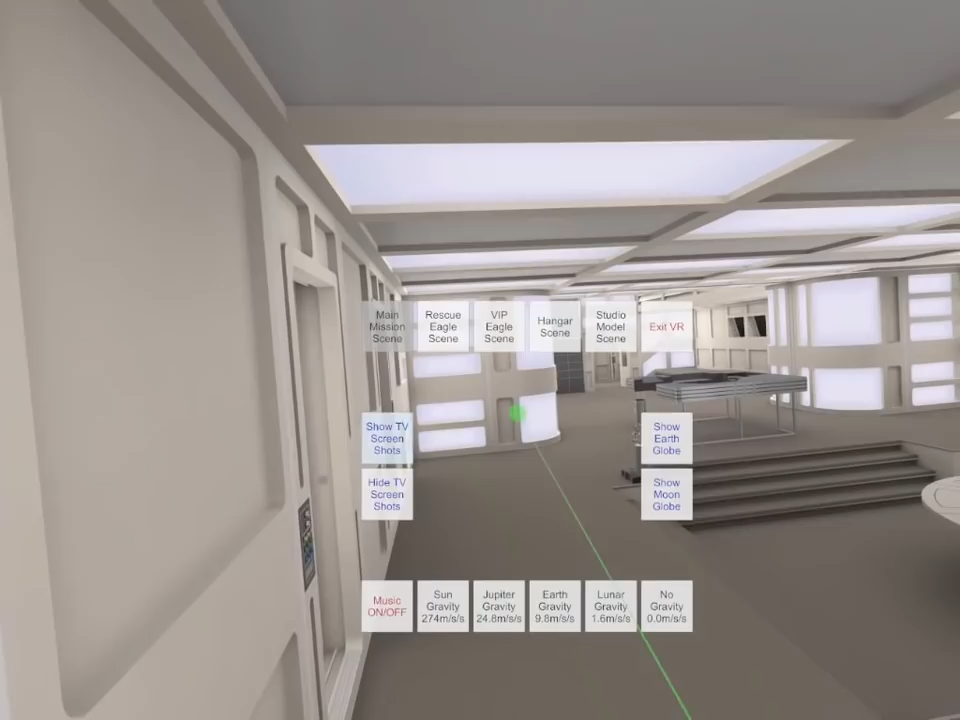 Main
Mission
Scene
Rescue
Eagle
Scene
VIP
Eagle
Scene
Hangar
Scene
Studio
Model
Scene
Exit VR
Show TV
Screen
Shots
Show
Earth
Globe
Hide TV
Screen
Shots
Show
Moon
Globe
Music
ON/OFF
Sun
Gravity
274m/s/s
Jupiter
Gravity
24.8m/s/s
Earth
Gravity
9.8m/s/s
Lunar
Gravity
1.6m/s/s
No
Gravity
0.0m/s/s